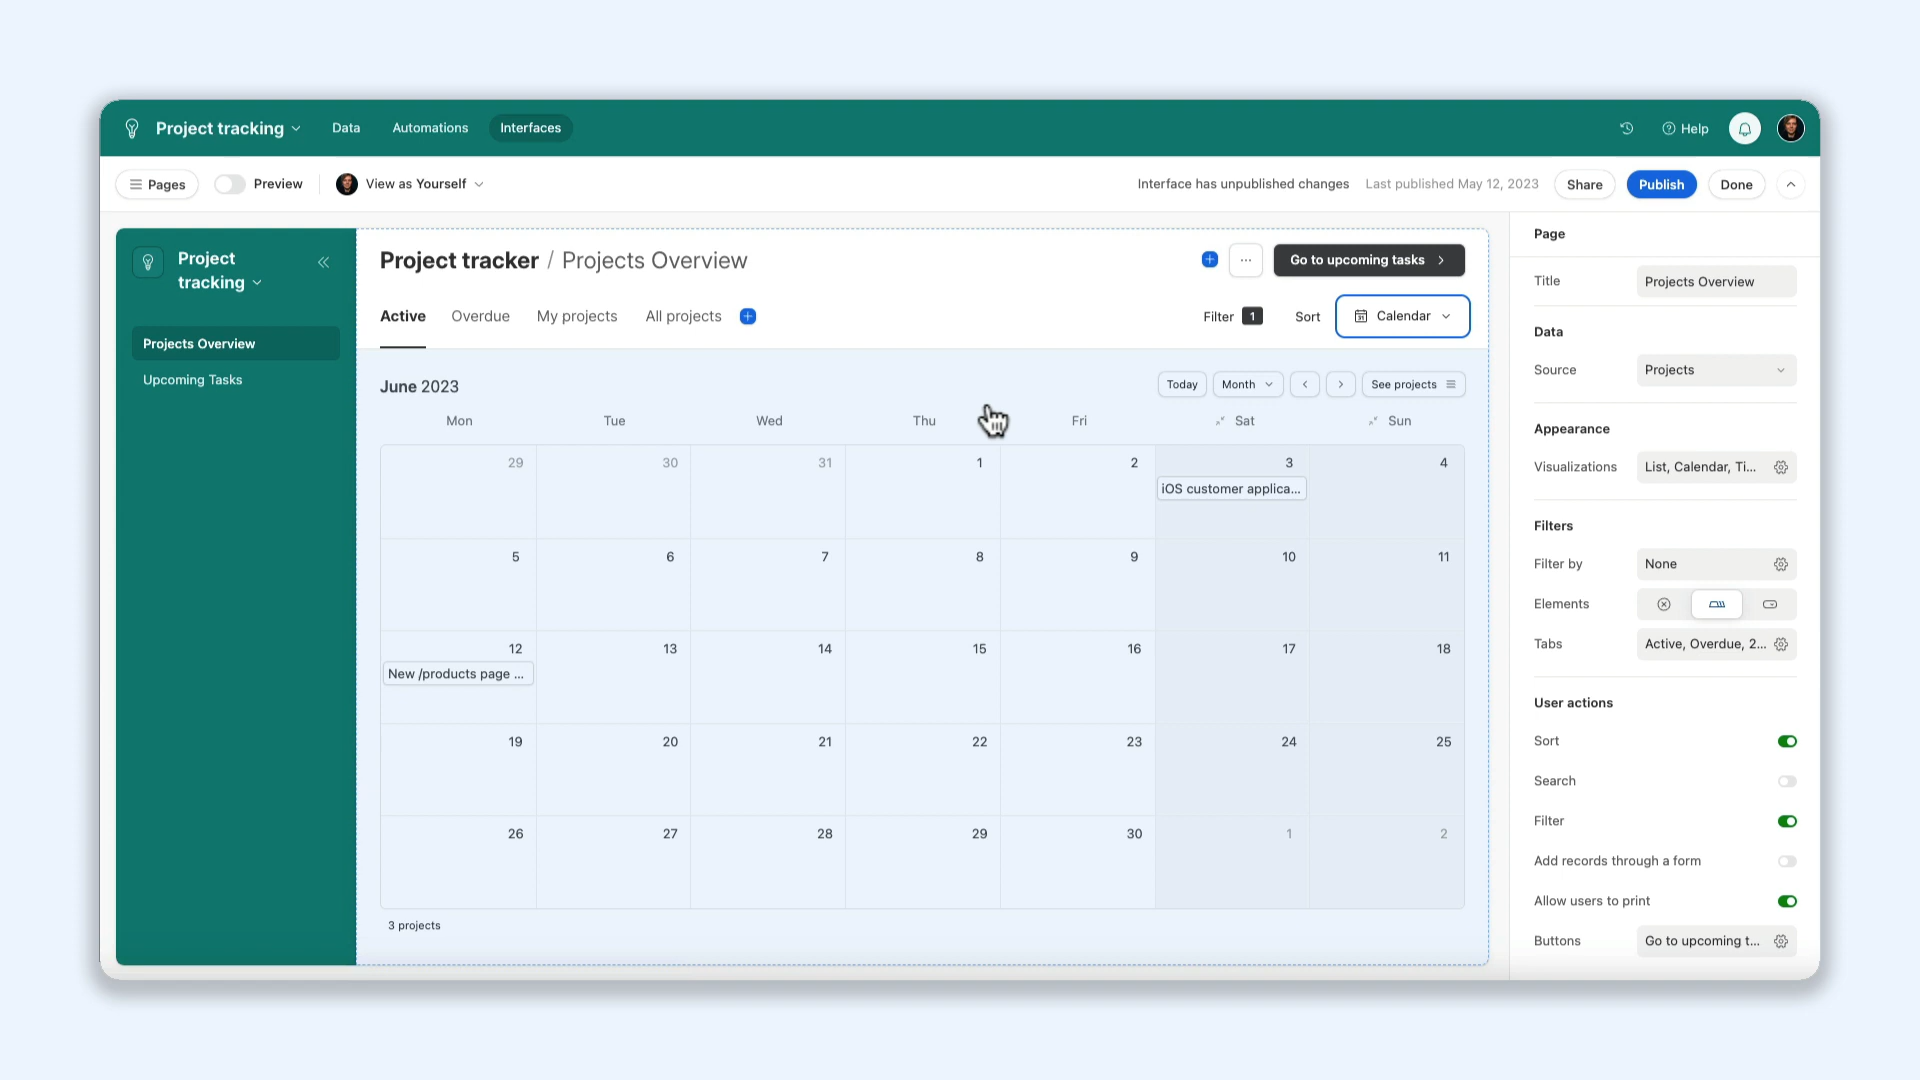 Project tracking
Data
Automations
Interfaces
Help
Pages
Preview
View as Yourself
Interface has unpublished changes
Last published May 12, 2023
Share
Publish
Done
Project
tracking
Projects Overview
Upcoming Tasks
Project tracker / Projects Overview
...
Go to upcoming tasks
Active
Overdue
My projects
All projects
Filter 1
Sort
Calendar
June 2023
Today
Month
See projects
Mon
Tue
Wed
Thu
Fri
Sat
Sun
29
30
31
1
2
3
4
iOS customer applica...
5
6
7
8
9
10
11
12
13
14
15
16
17
18
New /products page ...
19
20
21
22
23
24
25
26
27
28
29
30
1
2
3 projects
Page
Title
Projects Overview
Data
Source
Projects
Appearance
Visualizations
List, Calendar, Ti...
Filters
Filter by
None
Elements
Tabs
Active, Overdue, 2...
User actions
Sort
Search
Filter
Add records through a form
Allow users to print
Buttons
Go to upcoming t...